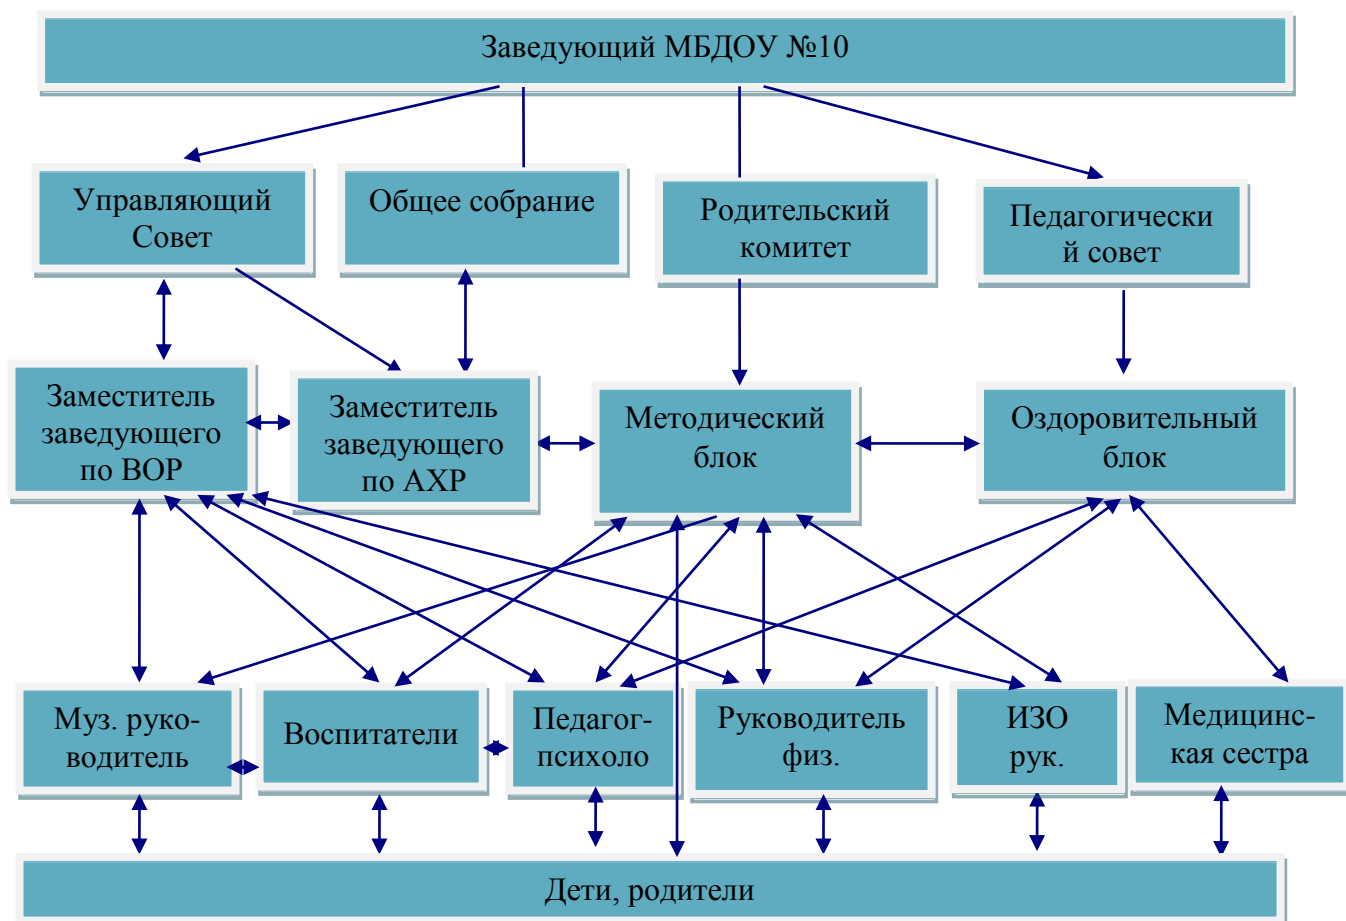 Заведующий МБДОУ №10
Управляющий
Совет
Общее собрание
Родительский
комитет
Педагогически
й совет
Заместитель
заведующего
по ВОР
Заместитель
заведующего
по АХР
Методический
блок
Оздоровительный
блок
Муз. руко-
водитель
Воспитатели
Педагог-
психоло
Руководитель
физ.
ИЗО
рук.
Медицинс-
кая сестра
Дети, родители